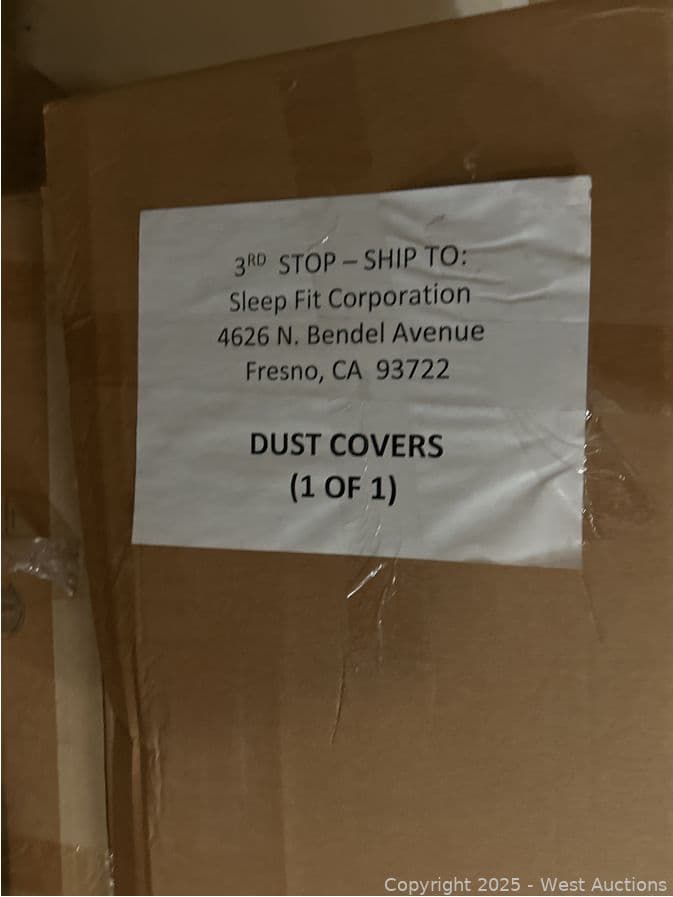 3RD STOP – SHIP TO:
Sleep Fit Corporation
4626 N. Bendel Avenue
Fresno, CA 93722
DUST COVERS
(1 OF 1)
Copyright 2025 - West Auctions